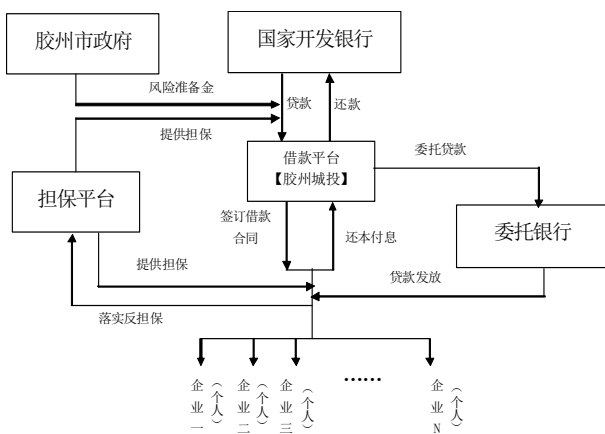 胶州市政府
国家开发银行
风险准备金
贷款
还款
提供担保
借款平台
【胶州城投】
委托贷款
担保平台
签订借款
合同
还本付息
委托银行
提供担保
贷款发放
落实反担保
企业一
（个人）
企业二
（个人）
企业三
（个人）
……
企业N
（个人）